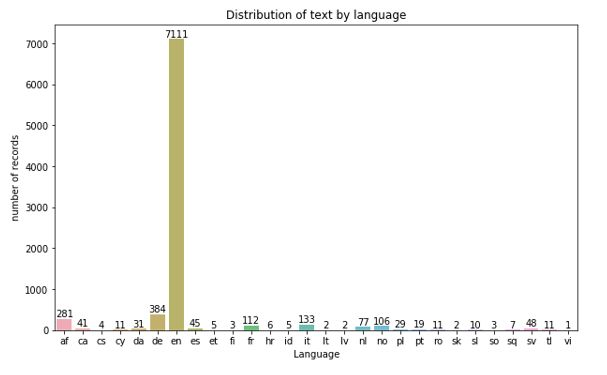 Distribution of text by language
number of records
7000
6000
5000
4000
3000
2000
1000
0
281 41 4 11 31 384 7111 45 5 3 112 6 5 133 2 2 77 106 29 19 11 2 10 3 7 48 11 1
af ca cs cy da de en es et fi fr hr id it lt lv nl no pl pt ro sk sl so sq sv tl vi
Language